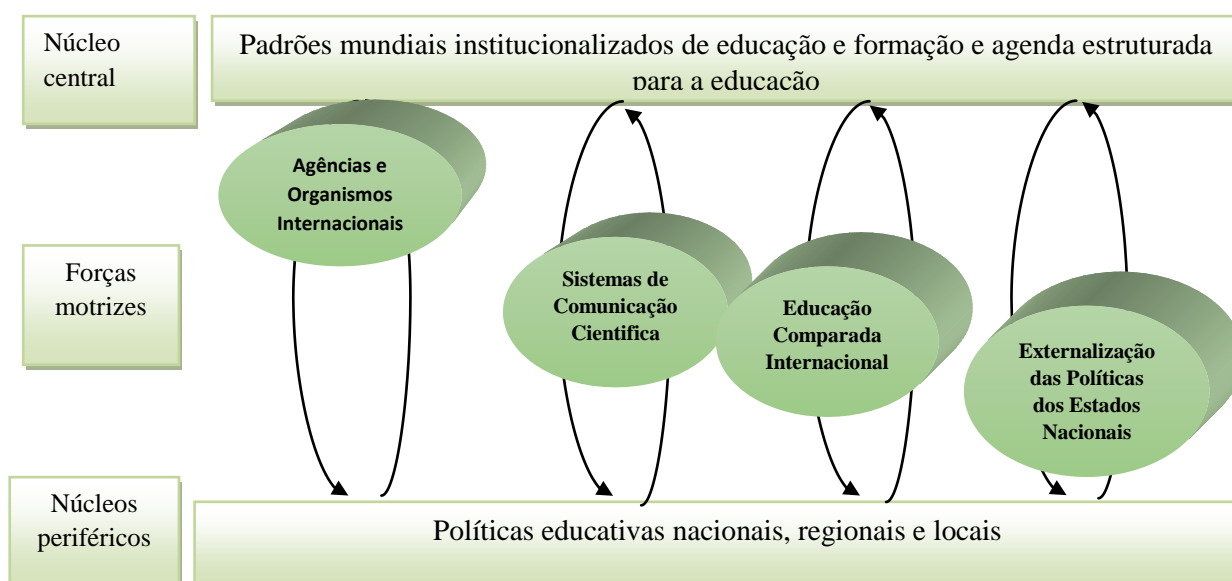 Núcleo
central
Padrões mundiais institucionalizados de educação e formação e agenda estruturada
para a educação
Agências e
Organismos
Internacionais
Forças
motrizes
Sistemas de
Comunicação
Cientifica
Educação
Comparada
Internacional
Externalização
das Políticas
dos Estados
Nacionais
Núcleos
periféricos
Políticas educativas nacionais, regionais e locais